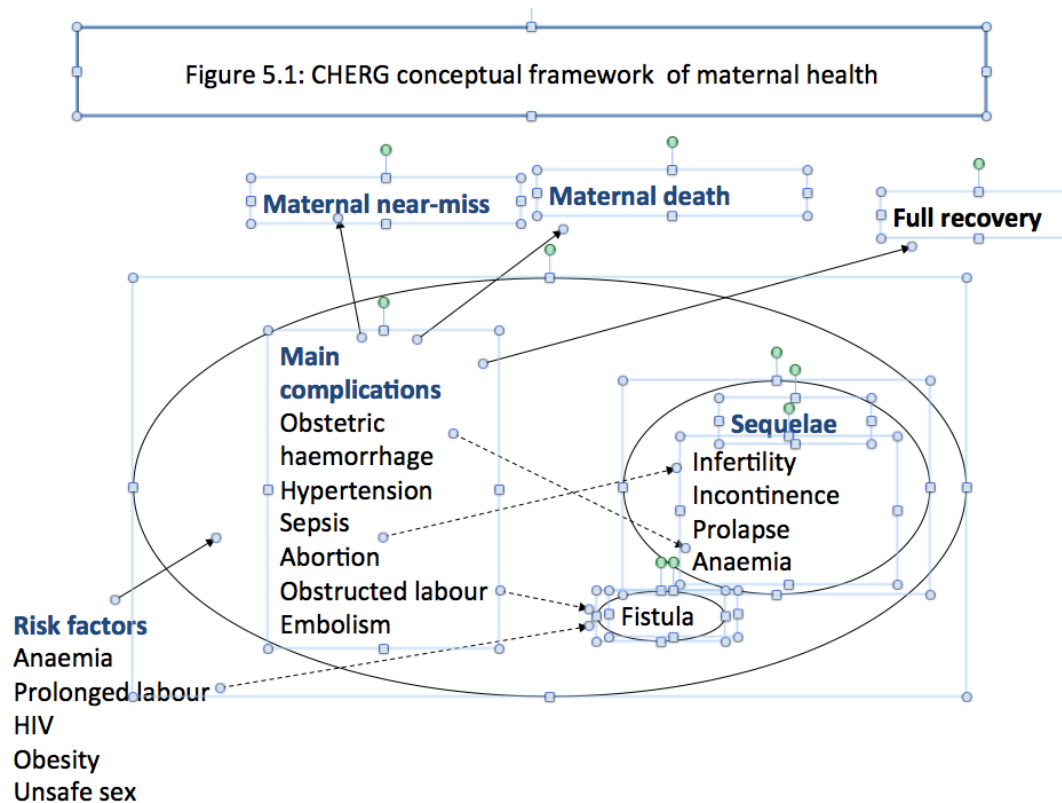 Figure 5.1: CHERG conceptual framework of maternal health
Maternal near-miss
Maternal death
Full recovery
Main
complications
Obstetric
haemorrhage
Hypertension
Sepsis
Abortion
Obstructed labour
Embolism
Sequelae
Infertility
Incontinence
Prolapse
Anaemia
Fistula
Risk factors
Anaemia
Prolonged labour
HIV
Obesity
Unsafe sex